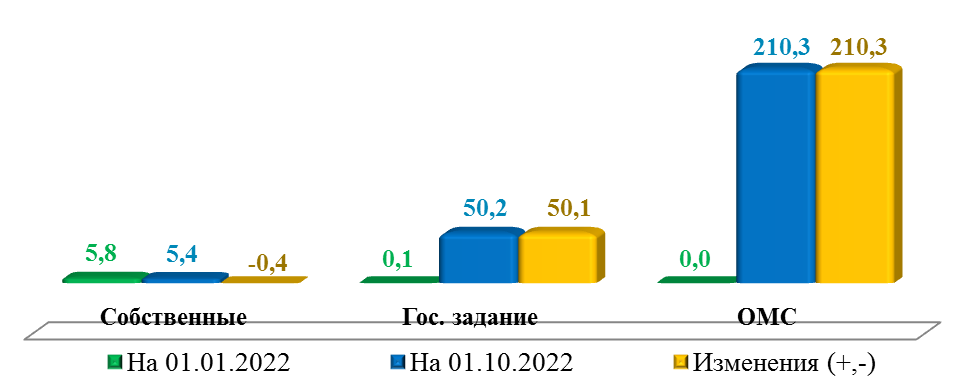 210,3 210,3
50,2 50,1
5,8 5,4 -0,4 0,1 0,0
Собственные Гос. задание ОМС
На 01.01.2022 На 01.10.2022 Изменения (+,-)